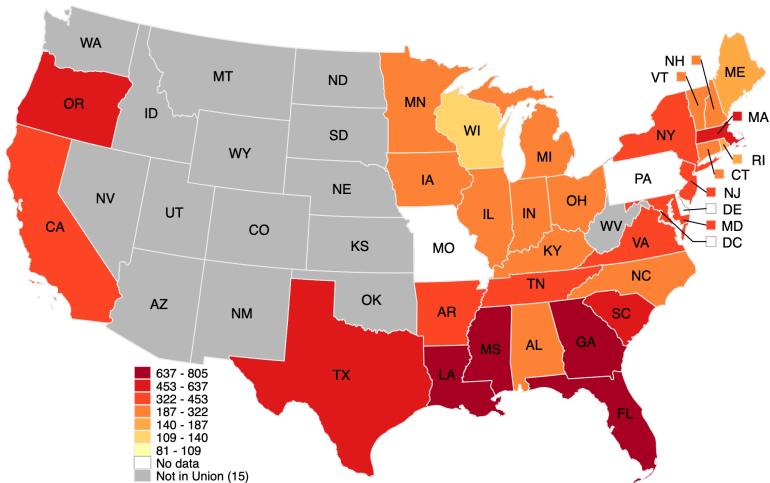 WA
MT
ND
MN
NH
VT
ME
OR
ID
SD
WI
MI
NY
MA
WY
RI
IA
CT
NE
PA
NV
UT
CO
IL
IN
OH
NJ
DE
CA
KS
MO
WV
VA
MD
DC
KY
AZ
NM
OK
AR
TN
NC
SC
TX
LA
MS
AL
GA
FL
637 - 805
453 - 637
322 - 453
187 - 322
140 - 187
109 - 140
81 - 109
No data
Not in Union (15)